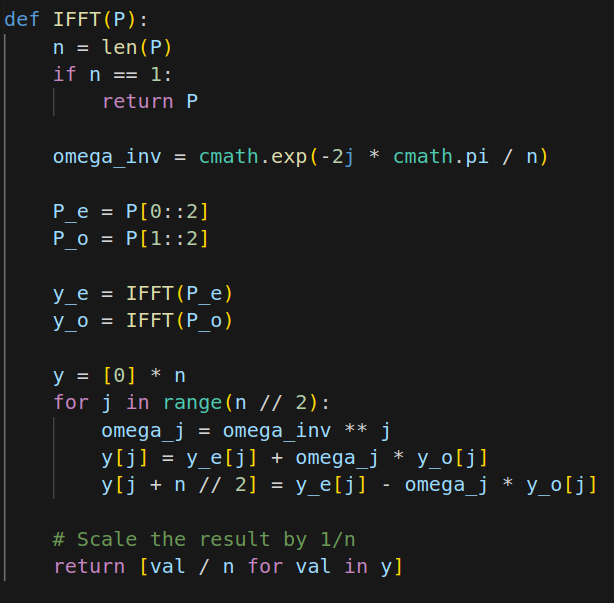 def IFFT(P):
    n = len(P)
    if n == 1:
        return P
    omega_inv = cmath.exp(-2j * cmath.pi / n)
    P_e = P[0::2]
    P_o = P[1::2]
    y_e = IFFT(P_e)
    y_o = IFFT(P_o)
    y = [0] * n
    for j in range(n // 2):
        omega_j = omega_inv ** j
        y[j] = y_e[j] + omega_j * y_o[j]
        y[j + n // 2] = y_e[j] - omega_j * y_o[j]
    # Scale the result by 1/n
    return [val / n for val in y]